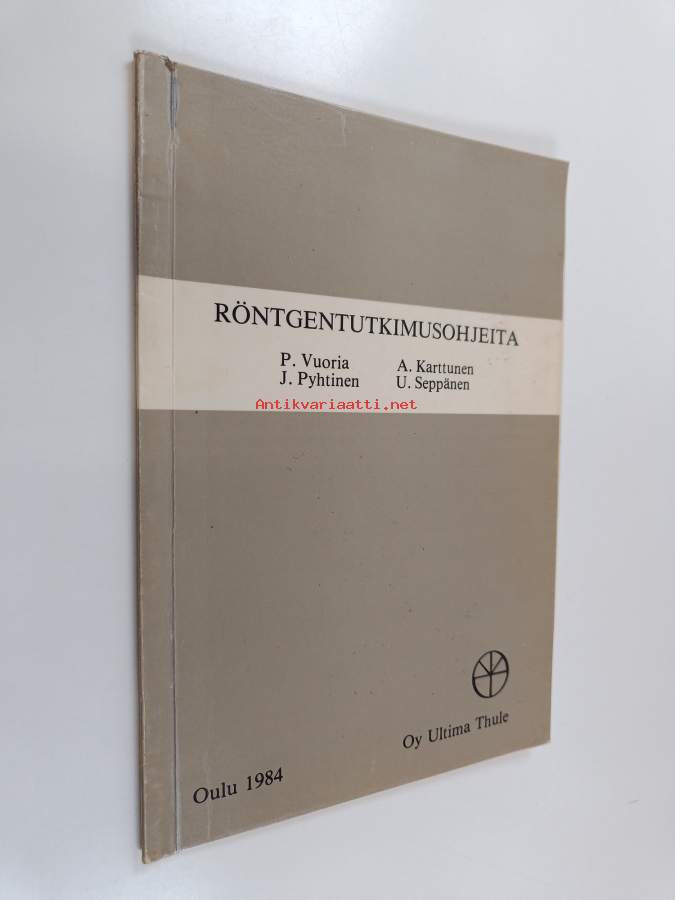 RÖNTGENTUTKIMUSOHJEITA
P. Vuoria A. Karttunen
J. Pyhtinen U. Seppänen
Antikvariaatti.net
Oy Ultima Thule
Oulu 1984